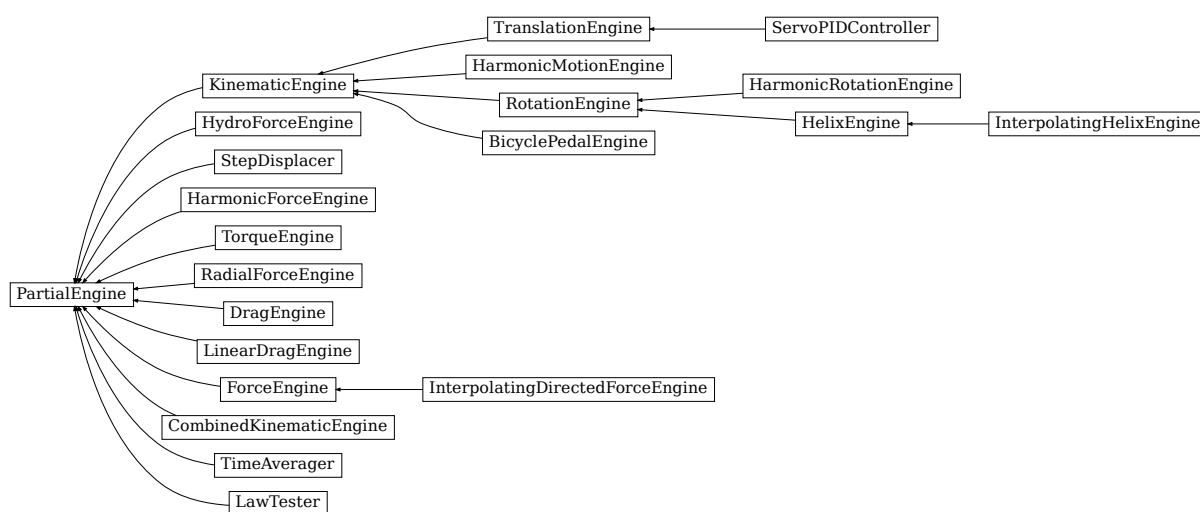 TranslationEngine
ServoPIDController
HarmonicMotionEngine
KinematicEngine
HarmonicRotationEngine
RotationEngine
HydroForceEngine
HelixEngine
InterpolatingHelixEngine
BicyclePedalEngine
StepDisplacer
HarmonicForceEngine
TorqueEngine
RadialForceEngine
PartialEngine
DragEngine
LinearDragEngine
ForceEngine
InterpolatingDirectedForceEngine
CombinedKinematicEngine
TimeAverager
LawTester